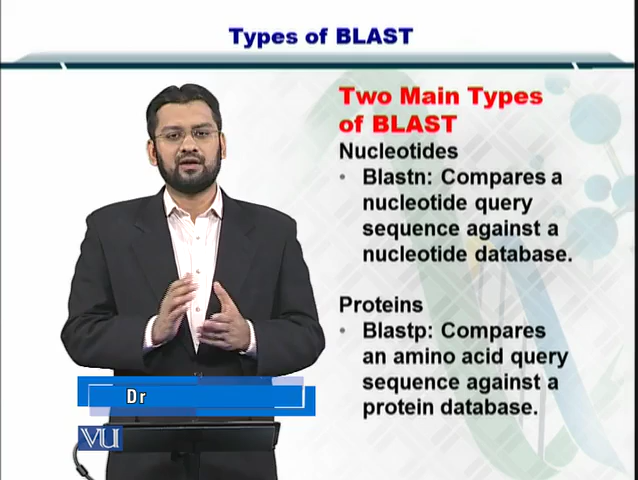 Types of BLAST
Two Main Types
of BLAST
Nucleotides
• Blastn: Compares a
nucleotide query
sequence against a
nucleotide database.
Proteins
• Blastp: Compares
an amino acid query
sequence against a
protein database.
Dr
VU